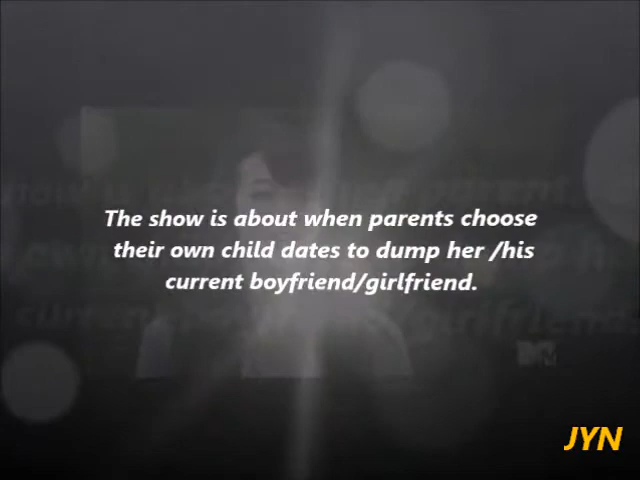 The show is about when parents choose
their own child dates to dump her /his
current boyfriend/girlfriend.
MTV
JYN